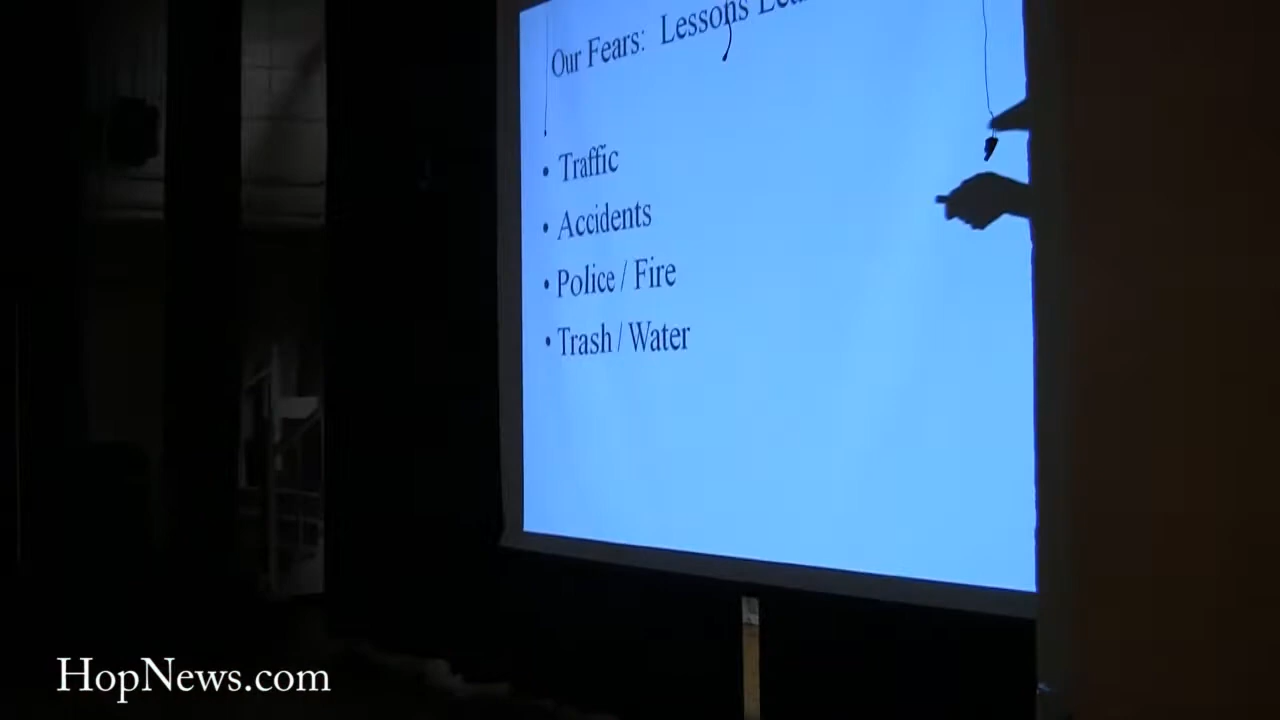 Our Fears: Lessons
• Traffic
• Accidents
• Police / Fire
• Trash / Water
HopNews.com